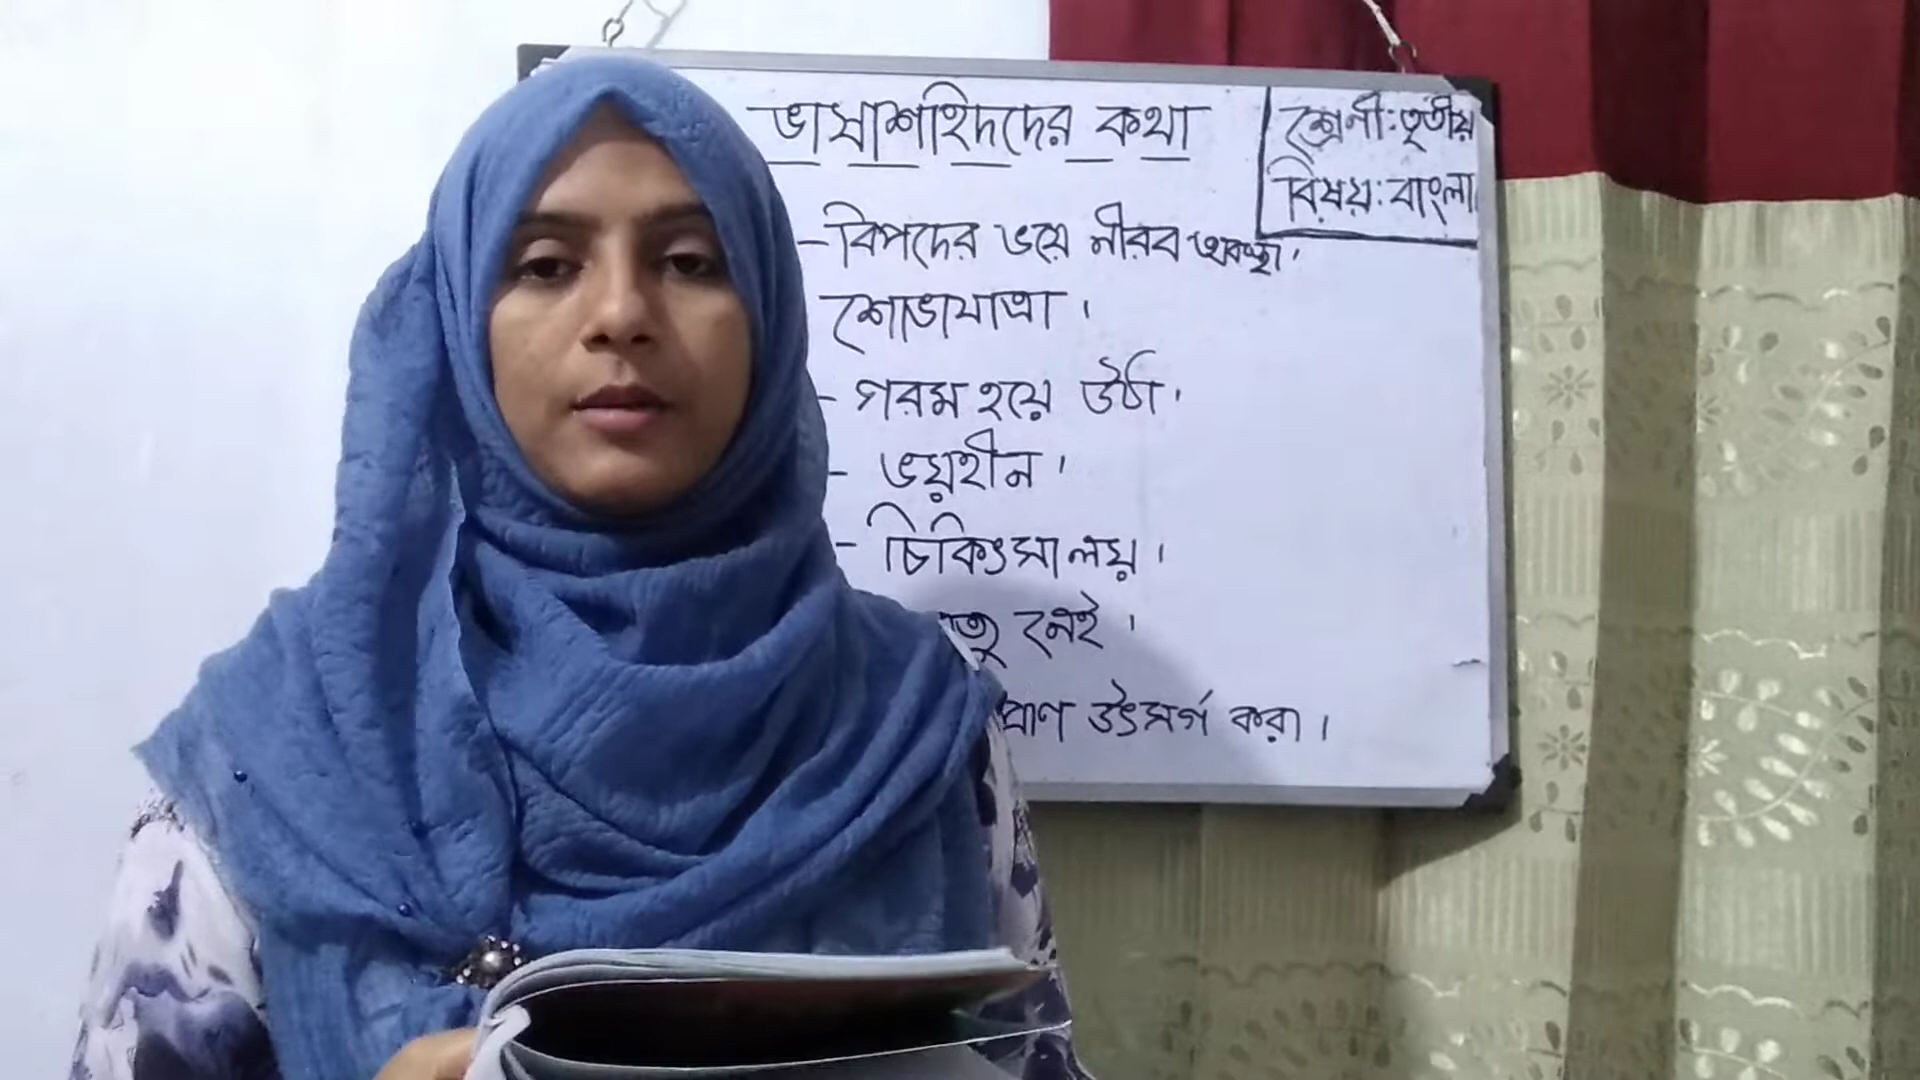 ভাসাশহিদদের কথা
শ্রেনী: তৃতীয়
বিষয়: বাংলা
- বিপদের ভয়ে নীরব অবস্থা।
- শোভাযাত্রা।
- গরম হয়ে উঠা।
- ভয়হীন।
- চিকিৎসালয়।
নেই।
প্রাণ উৎসর্গ করা।